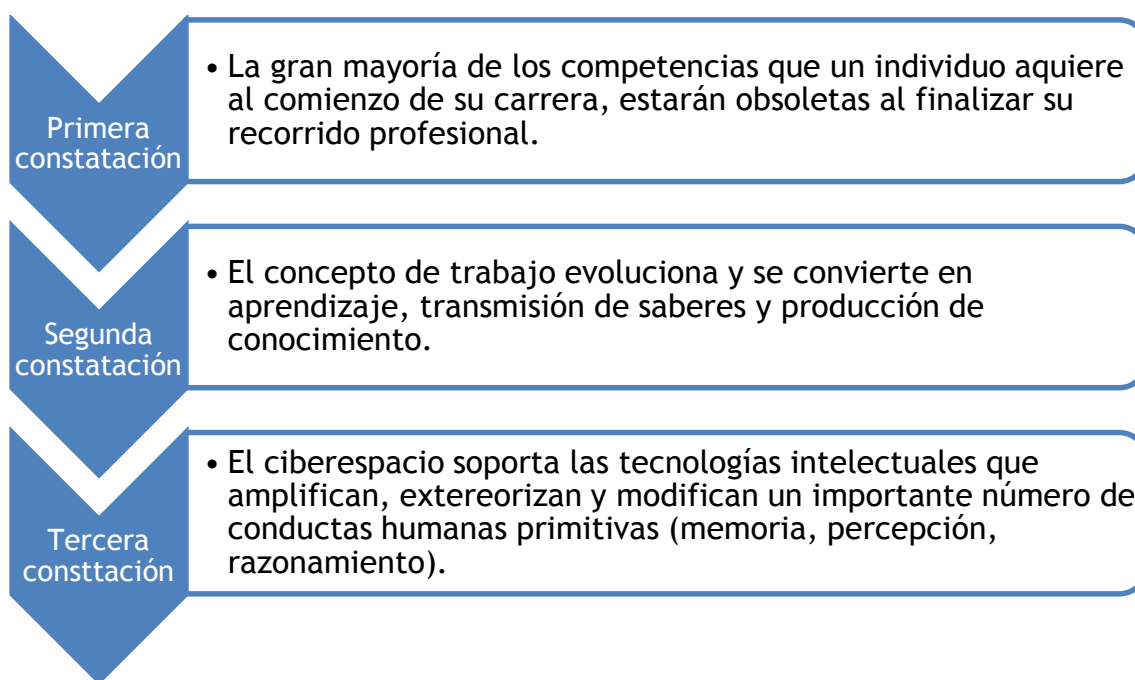 Primera
constatación
• La gran mayoría de los competencias que un individuo aquiere
al comienzo de su carrera, estarán obsoletas al finalizar su
recorrido profesional.
Segunda
constatación
• El concepto de trabajo evoluciona y se convierte en
aprendizaje, transmisión de saberes y producción de
conocimiento.
Tercera
consttación
• El ciberespacio soporta las tecnologías intelectuales que
amplifican, extereorizan y modifican un importante número de
conductas humanas primitivas (memoria, percepción,
razonamiento).